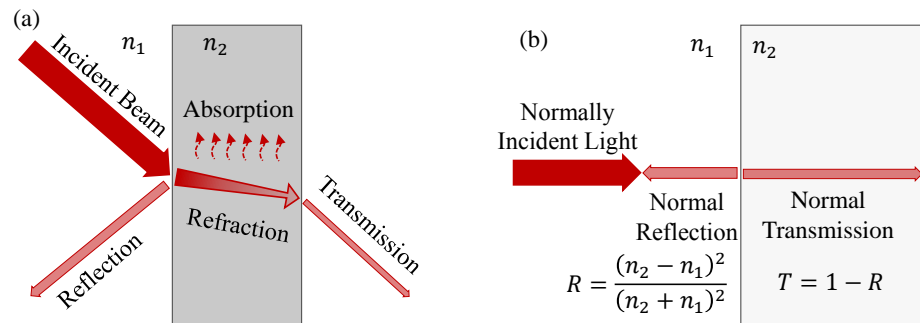 (a)
n₁
n₂
Incident Beam
Absorption
Refraction
Reflection
Transmission
(b)
n₁
n₂
Normally
Incident Light
Normal
Reflection
Normal
Transmission
R = (n₂ − n₁)² / (n₂ + n₁)²
T = 1 − R